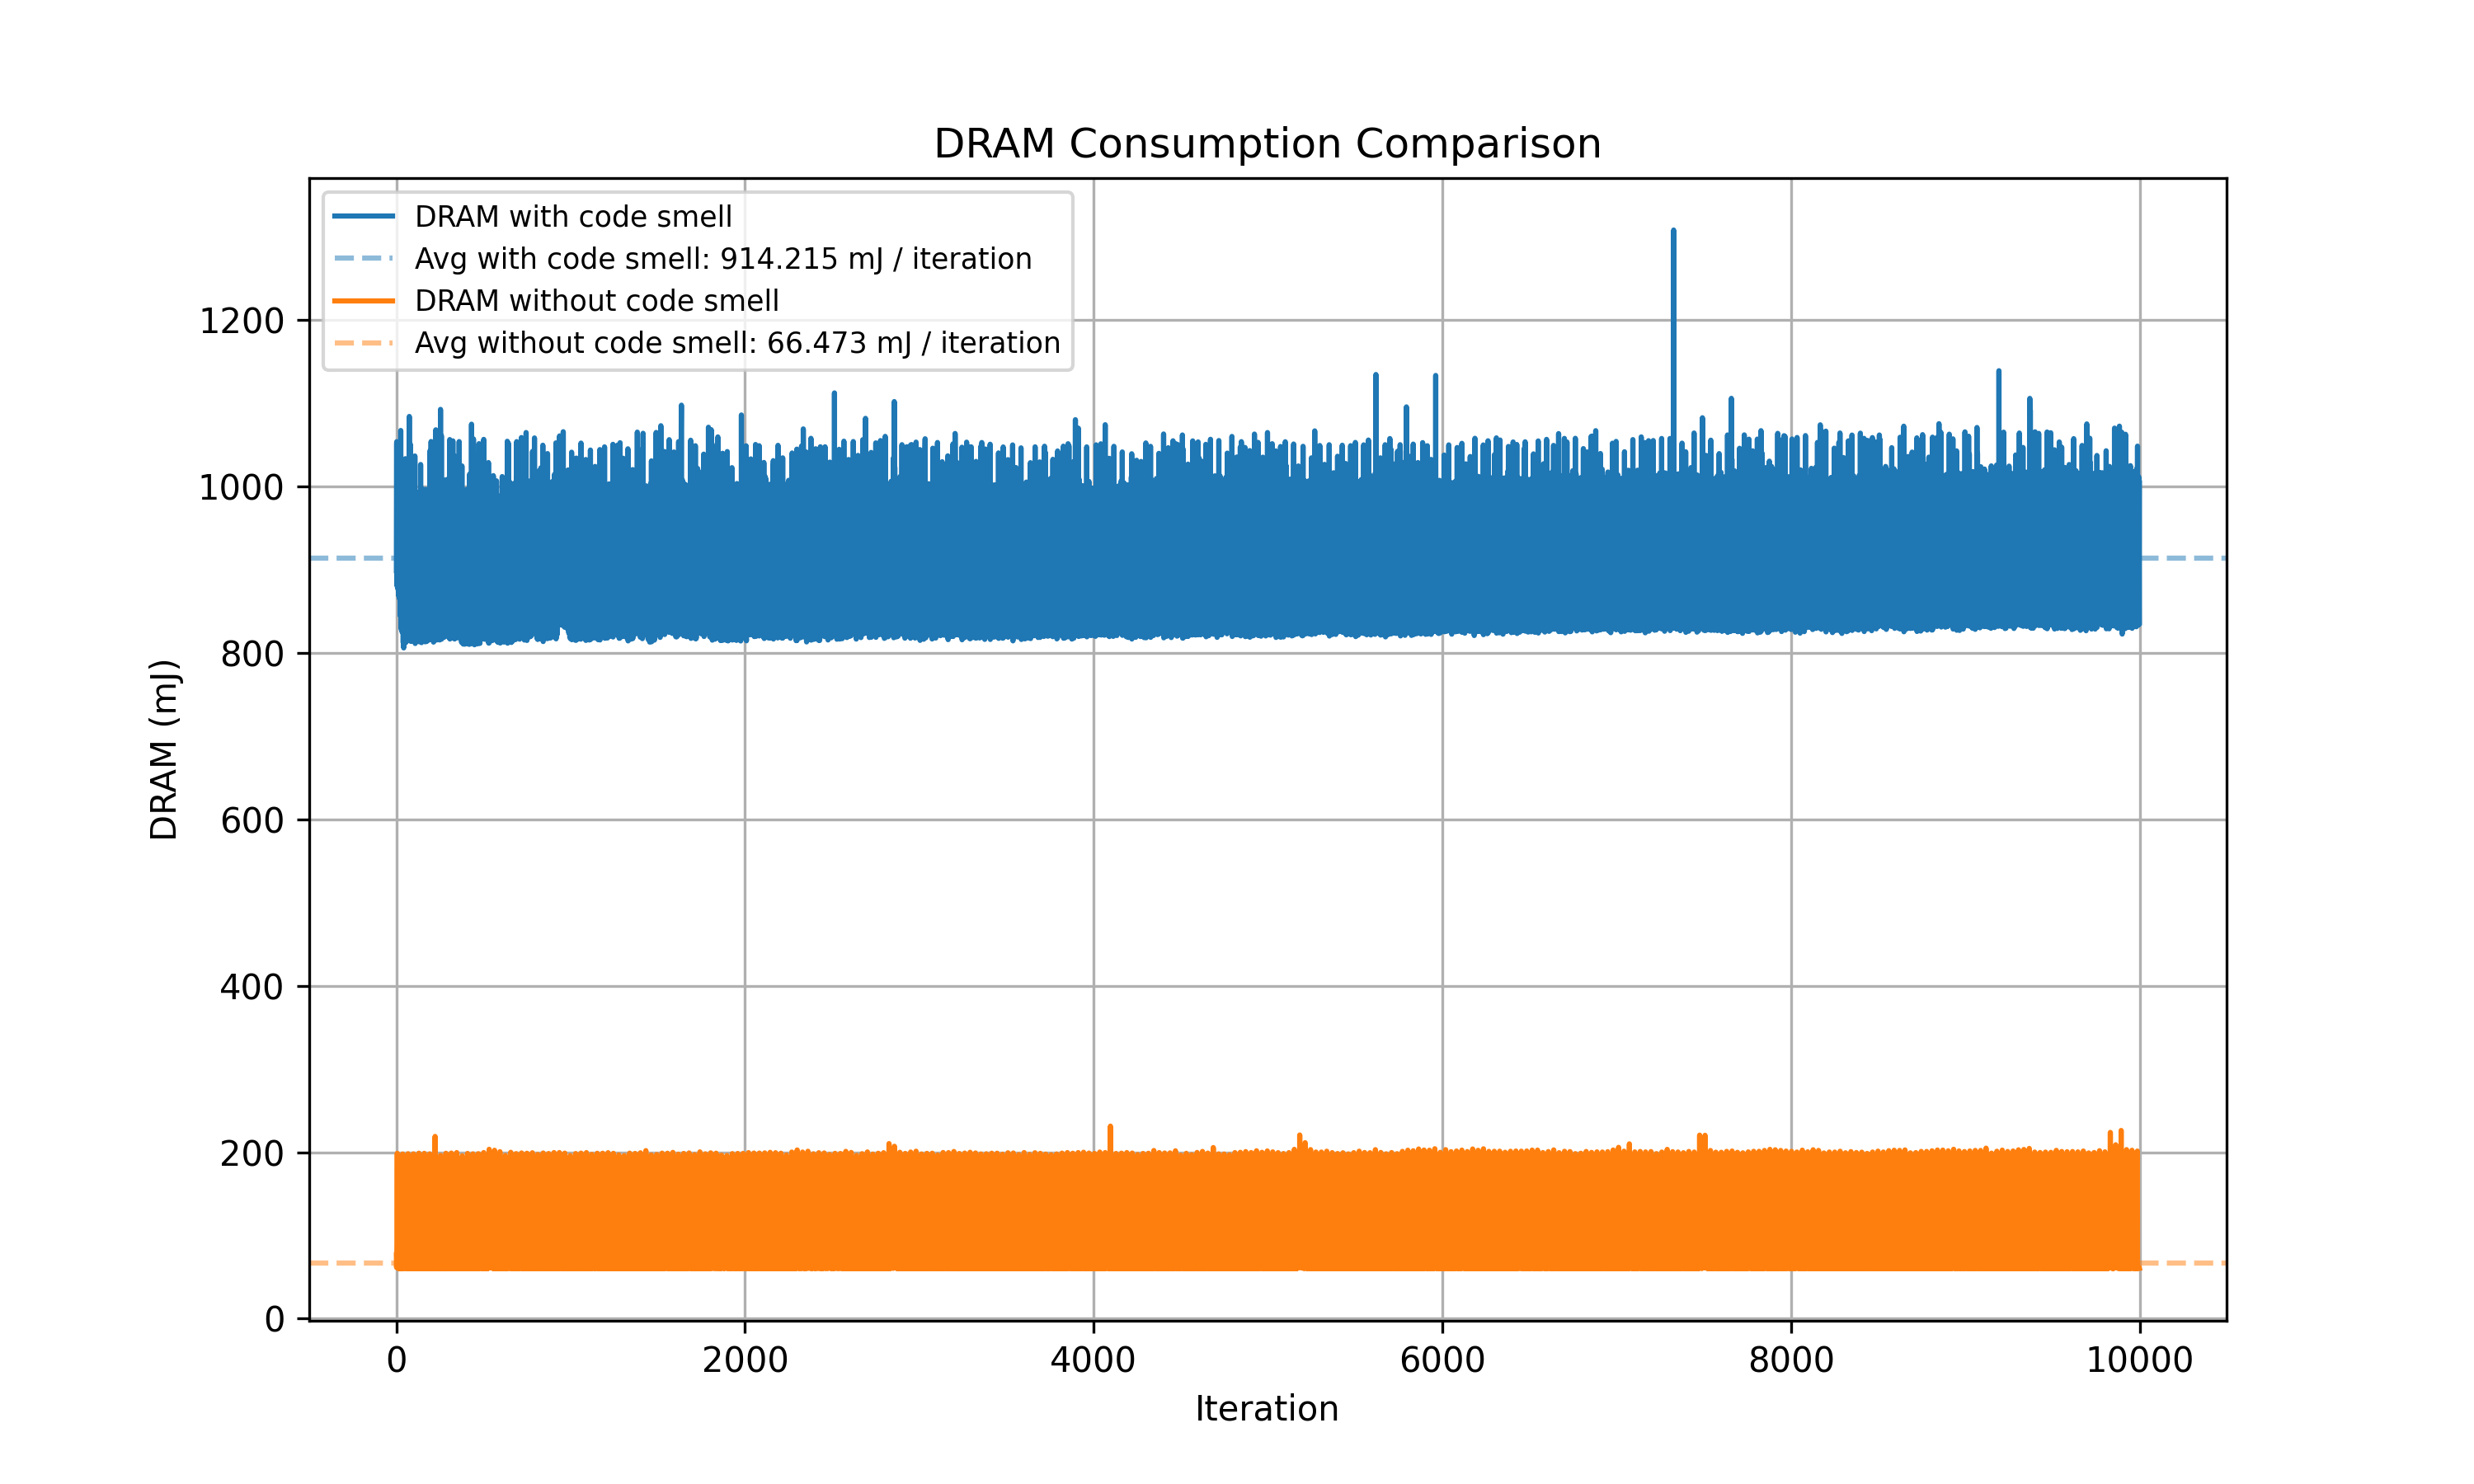 DRAM Consumption Comparison
DRAM with code smell
Avg with code smell: 914.215 mJ / iteration
DRAM without code smell
Avg without code smell: 66.473 mJ / iteration
DRAM (mJ)
1200
1000
800
600
400
200
0
0 2000 4000 6000 8000 10000
Iteration